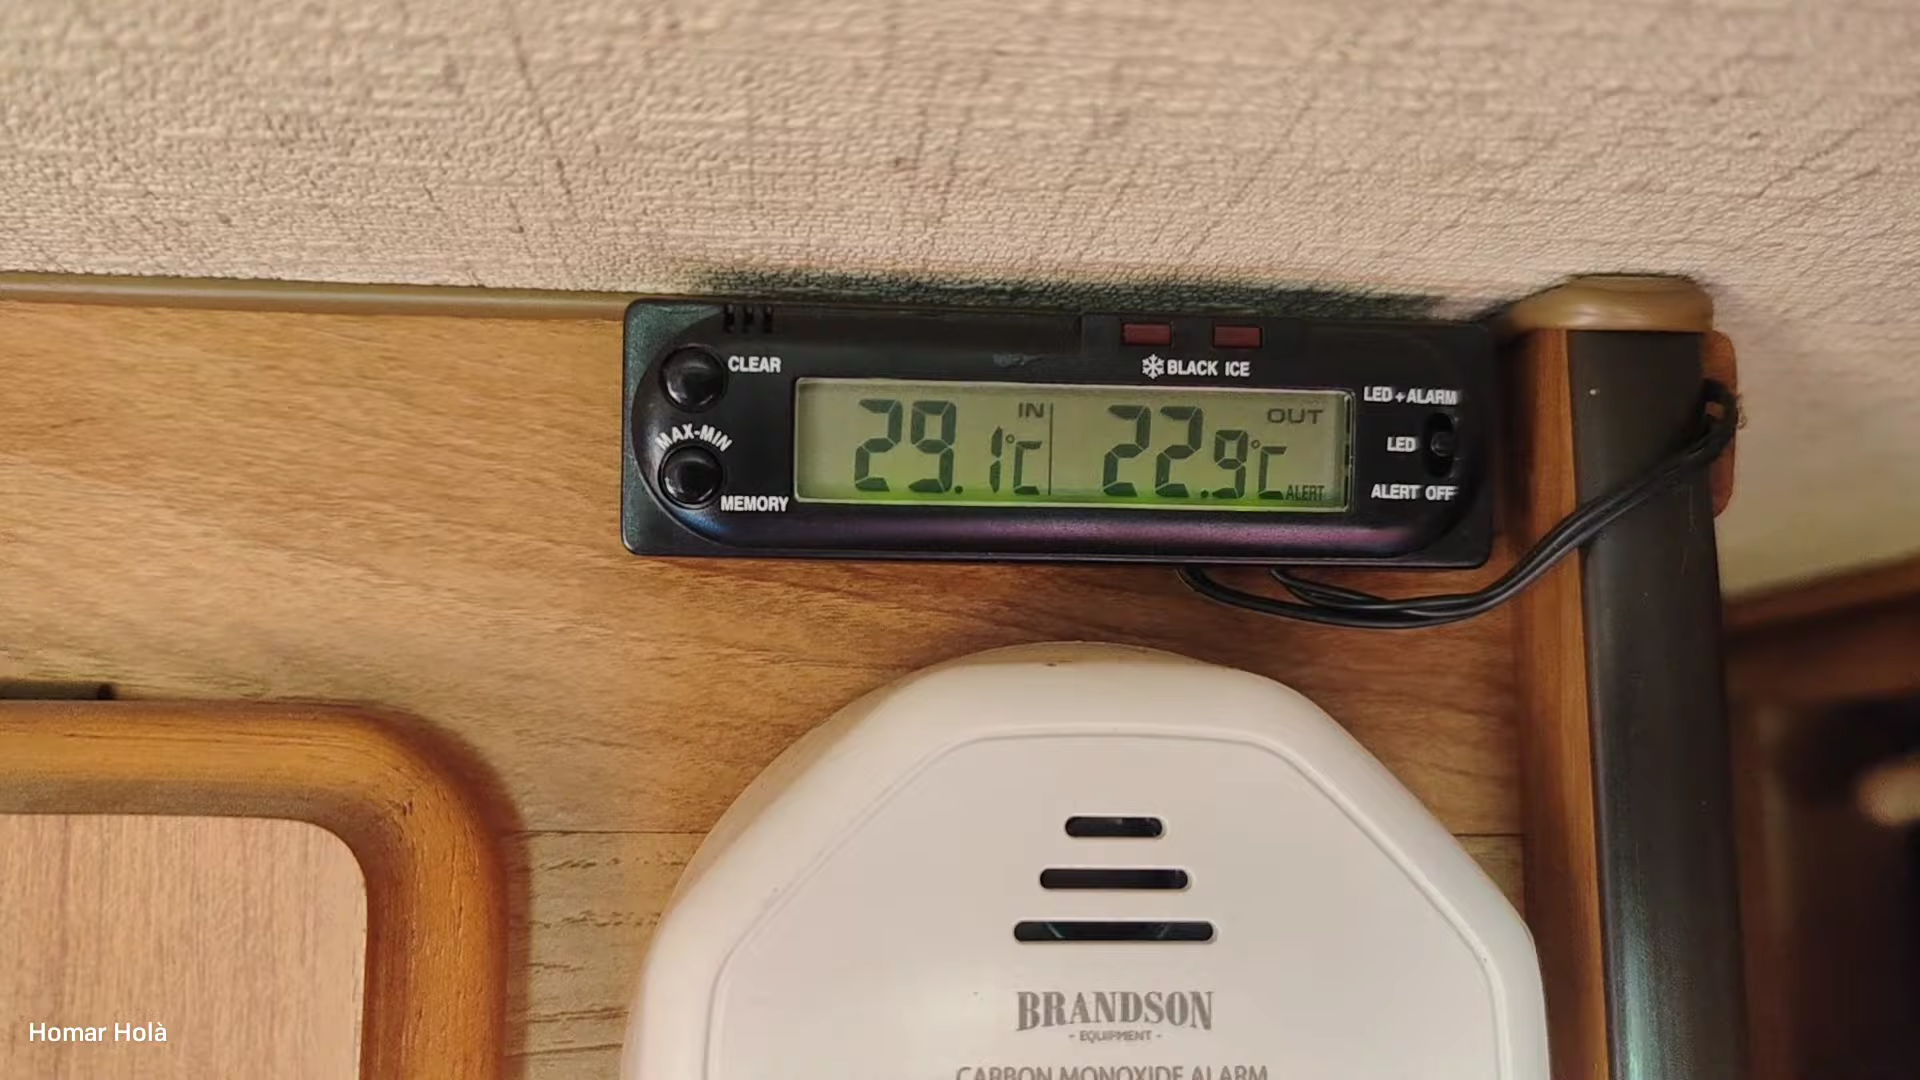 CLEAR
❄BLACK ICE
LED + ALARM
MAX-MIN
IN
OUT
29.1°C
22.9°C
ALERT
LED
MEMORY
ALERT OFF
BRANDSON
- EQUIPMENT -
CARBON MONOXIDE ALARM
Homar Holà